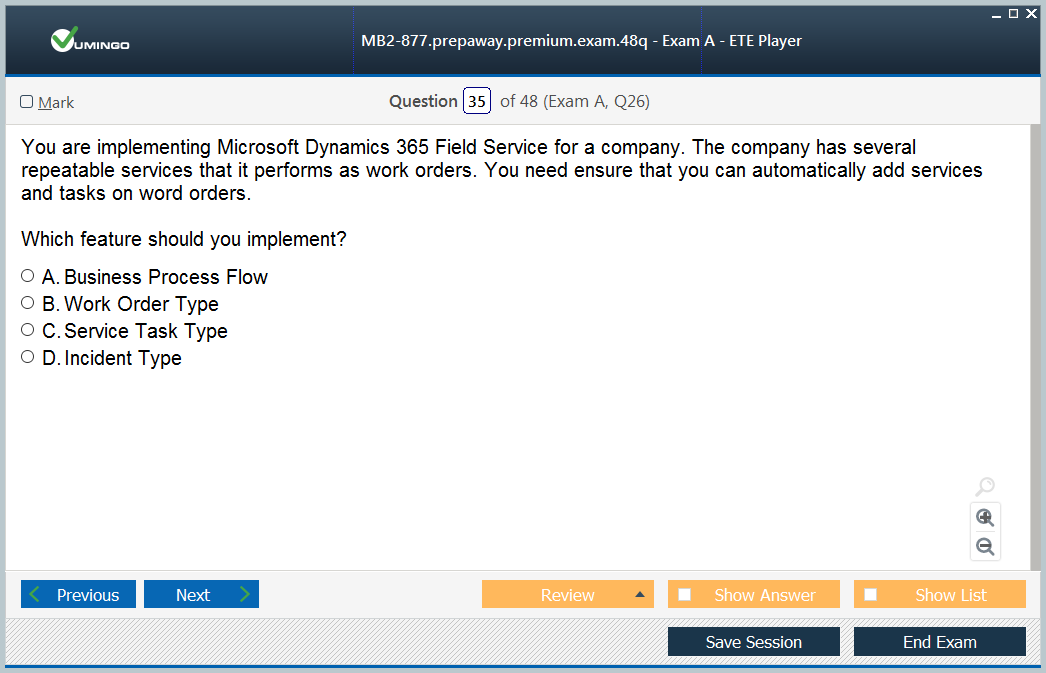 VUMINGO
MB2-877.prepaway.premium.exam.48q - Exam A - ETE Player
Mark
Question 35 of 48 (Exam A, Q26)
You are implementing Microsoft Dynamics 365 Field Service for a company. The company has several
repeatable services that it performs as work orders. You need ensure that you can automatically add services
and tasks on word orders.
Which feature should you implement?
A. Business Process Flow
B. Work Order Type
C. Service Task Type
D. Incident Type
Previous
Next
Review
Show Answer
Show List
Save Session
End Exam